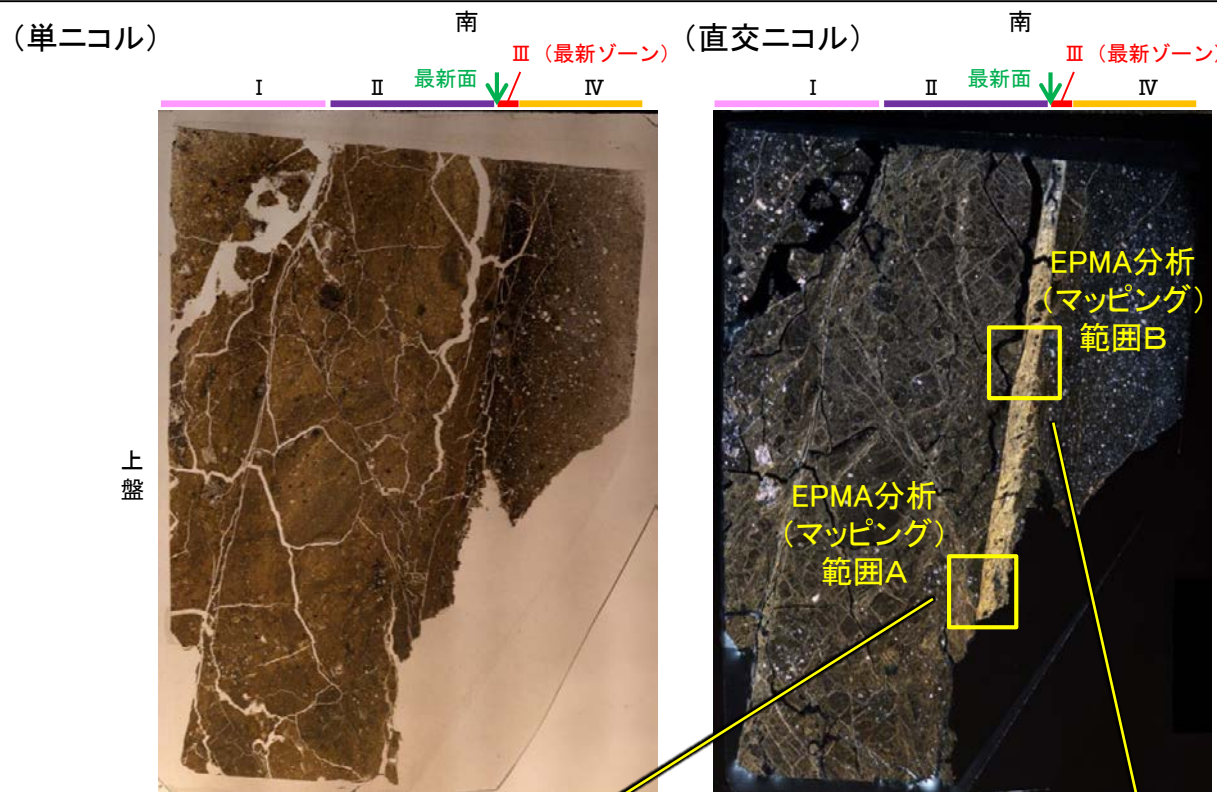 (単ニコル)
南
Ⅲ(最新ゾーン)
最新面
Ⅰ
Ⅱ
Ⅳ
上
盤
(直交ニコル)
南
Ⅲ(最新ゾーン)
最新面
Ⅰ
Ⅱ
Ⅳ
EPMA分析
(マッピング)
範囲B
EPMA分析
(マッピング)
範囲A